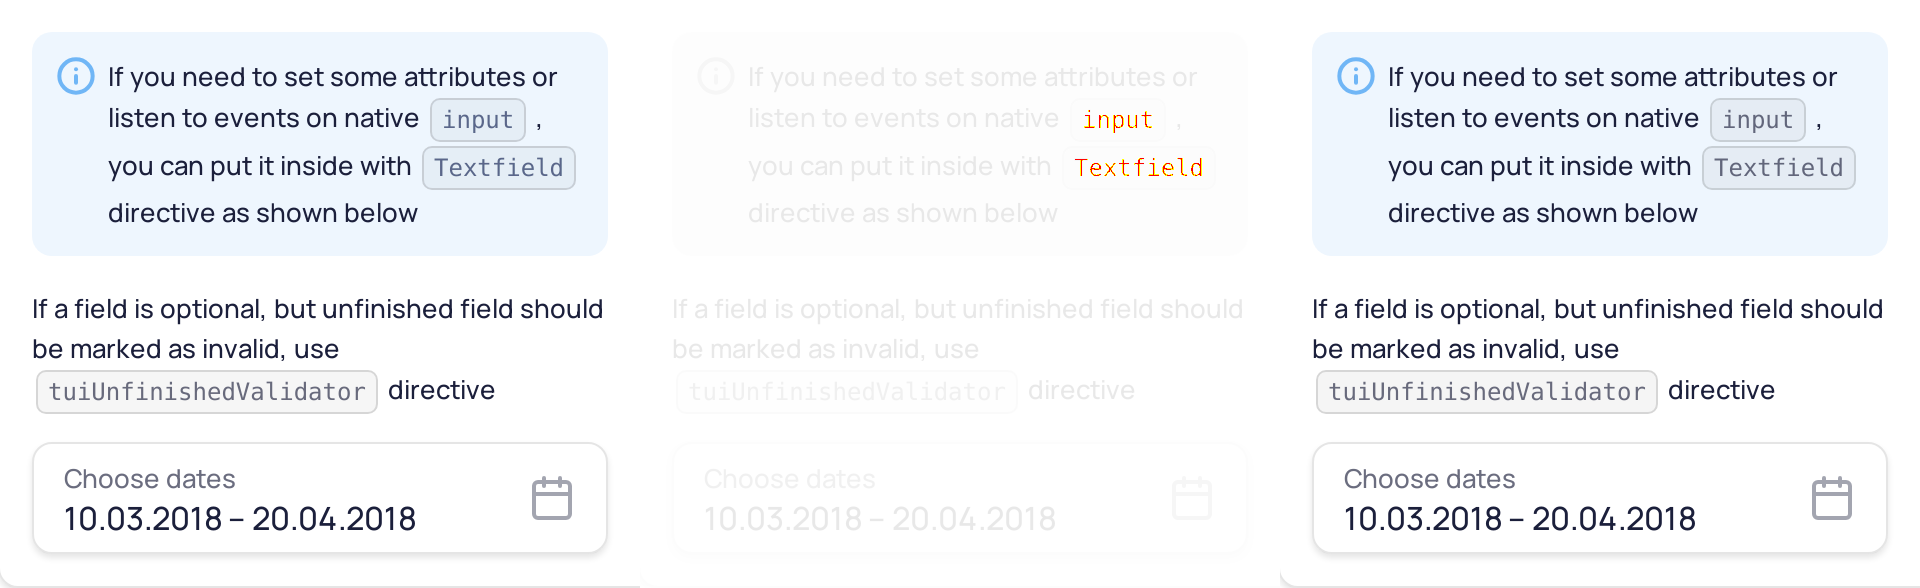 If you need to set some attributes or
listen to events on native input ,
you can put it inside with Textfield
directive as shown below
If a field is optional, but unfinished field should
be marked as invalid, use
tuiUnfinishedValidator directive
Choose dates
10.03.2018 – 20.04.2018
If you need to set some attributes or
listen to events on native input ,
you can put it inside with Textfield
directive as shown below
If a field is optional, but unfinished field should
be marked as invalid, use
tuiUnfinishedValidator directive
Choose dates
10.03.2018 – 20.04.2018
If you need to set some attributes or
listen to events on native input ,
you can put it inside with Textfield
directive as shown below
If a field is optional, but unfinished field should
be marked as invalid, use
tuiUnfinishedValidator directive
Choose dates
10.03.2018 – 20.04.2018